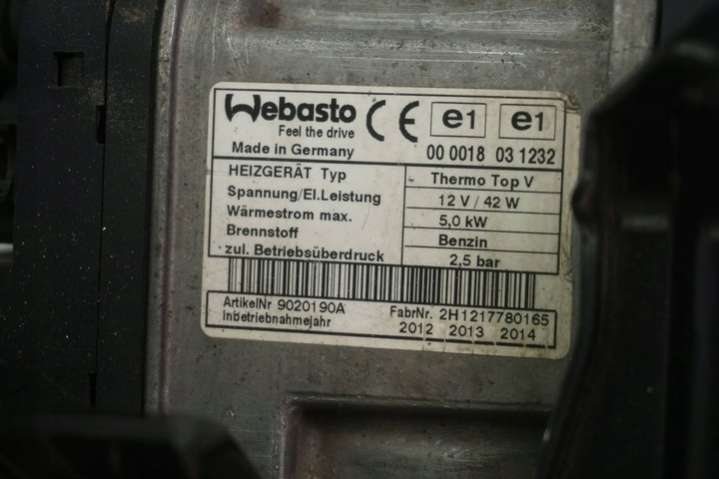 Webasto CE e1 e1
Feel the drive
Made in Germany 00 0018 03 1232
HEIZGERÄT Typ Thermo Top V
Spannung/El.Leistung 12 V / 42 W
Wärmestrom max. 5,0 kW
Brennstoff Benzin
zul. Betriebsüberdruck 2,5 bar
ArtikelNr 9020190A FabrNr. 2H1217780165
Inbetriebnahmejahr 2012 2013 2014